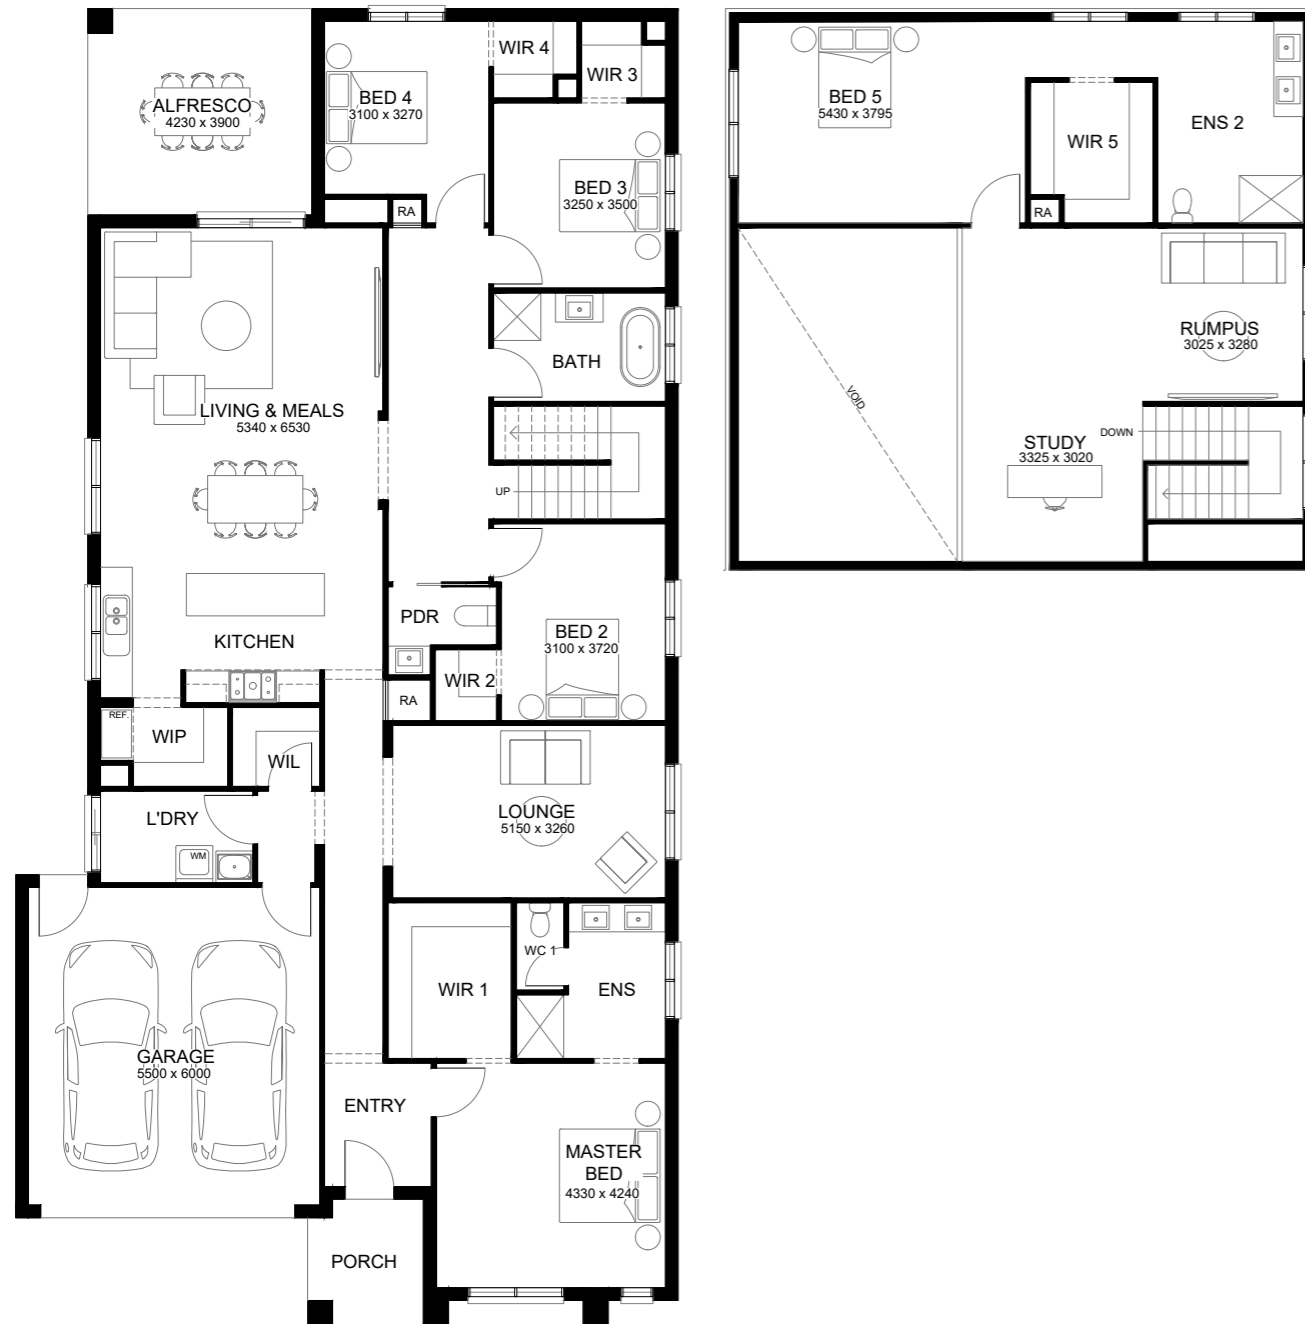 ALFRESCO
4230 x 3900
BED 4
3100 x 3270
WIR 4
WIR 3
BED 3
3250 x 3500
RA
BATH
LIVING & MEALS
5340 x 6530
UP
KITCHEN
PDR
BED 2
3100 x 3720
WIR 2
RA
REF.
WIP
WIL
L'DRY
WM
LOUNGE
5150 x 3260
WC 1
WIR 1
ENS
GARAGE
5500 x 6000
ENTRY
MASTER
BED
4330 x 4240
PORCH
BED 5
5430 x 3795
WIR 5
ENS 2
RA
RUMPUS
3025 x 3280
VOID
STUDY
3325 x 3020
DOWN